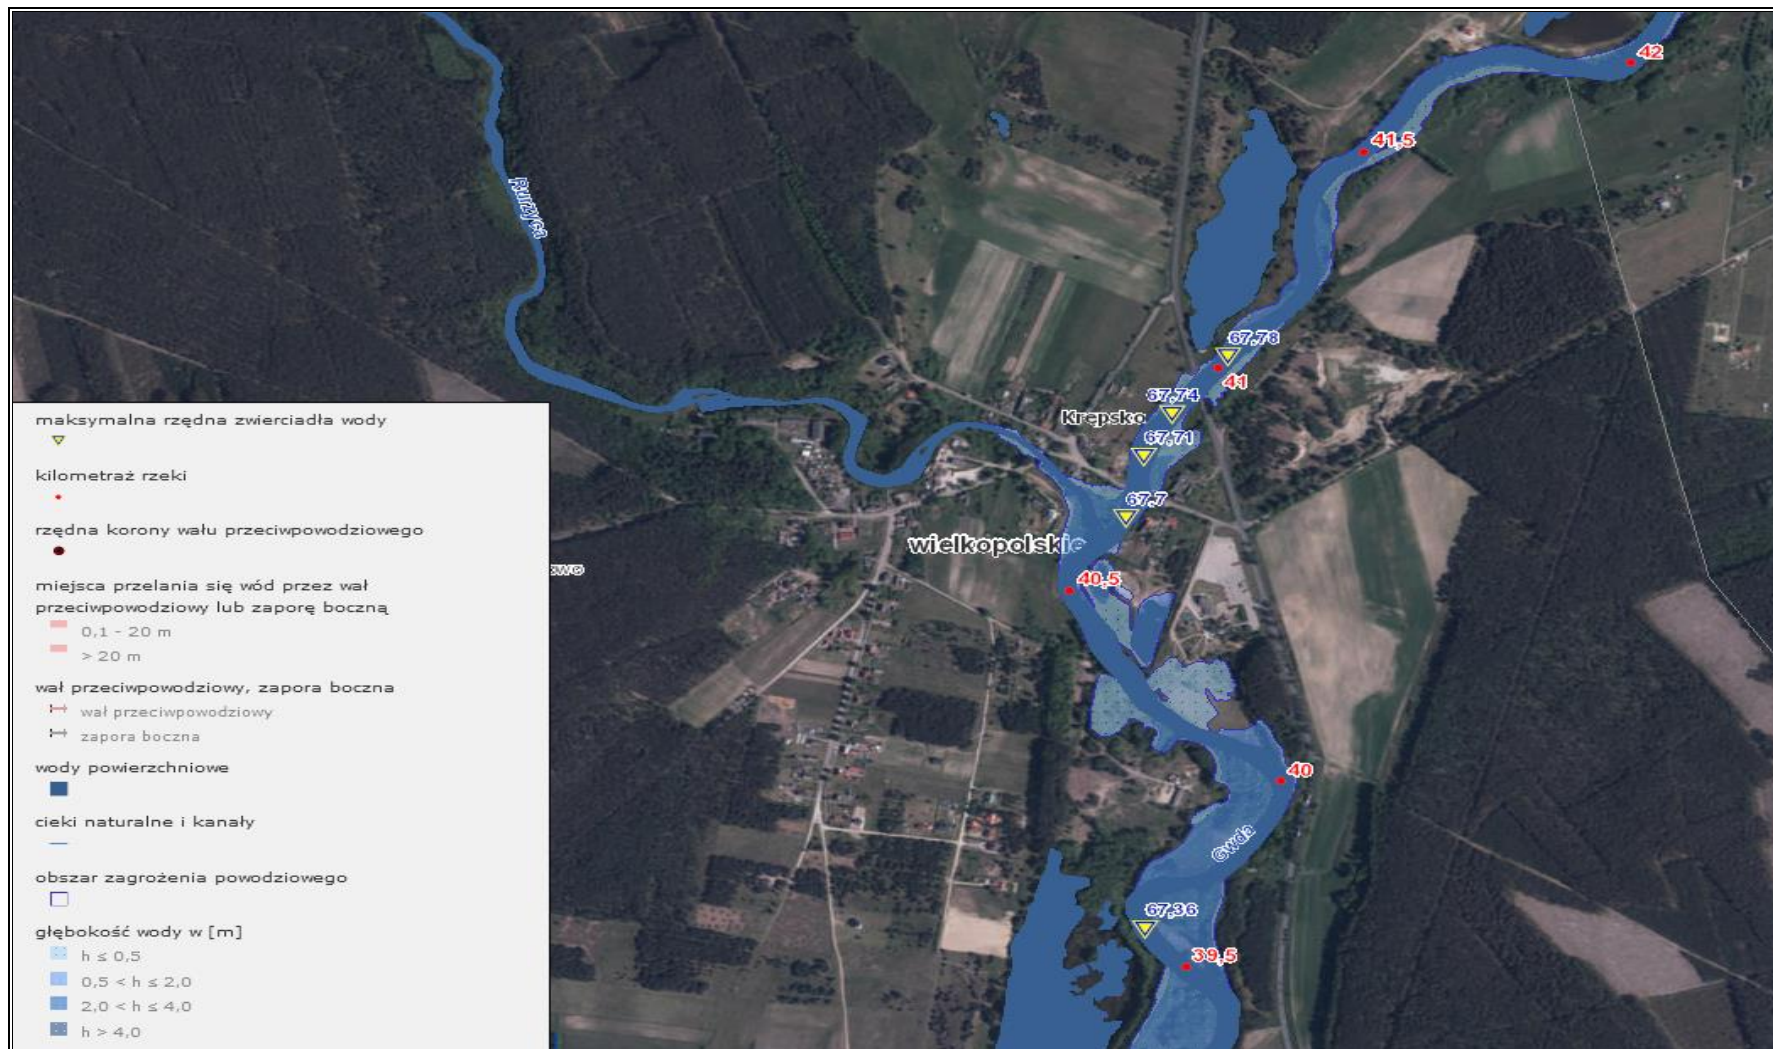 42
41,5
Rurzyca
67,78
41
67,74
Krępsko
67,71
67,7
wielkopolskie
40,5
40
Gwda
67,36
39,5
maksymalna rzędna zwierciadła wody
kilometraż rzeki
rzędna korony wału przeciwpowodziowego
miejsca przelania się wód przez wał
przeciwpowodziowy lub zaporę boczną
0,1 - 20 m
> 20 m
wał przeciwpowodziowy, zapora boczna
wał przeciwpowodziowy
zapora boczna
wody powierzchniowe
cieki naturalne i kanały
obszar zagrożenia powodziowego
głębokość wody w [m]
h ≤ 0,5
0,5 < h ≤ 2,0
2,0 < h ≤ 4,0
h > 4,0